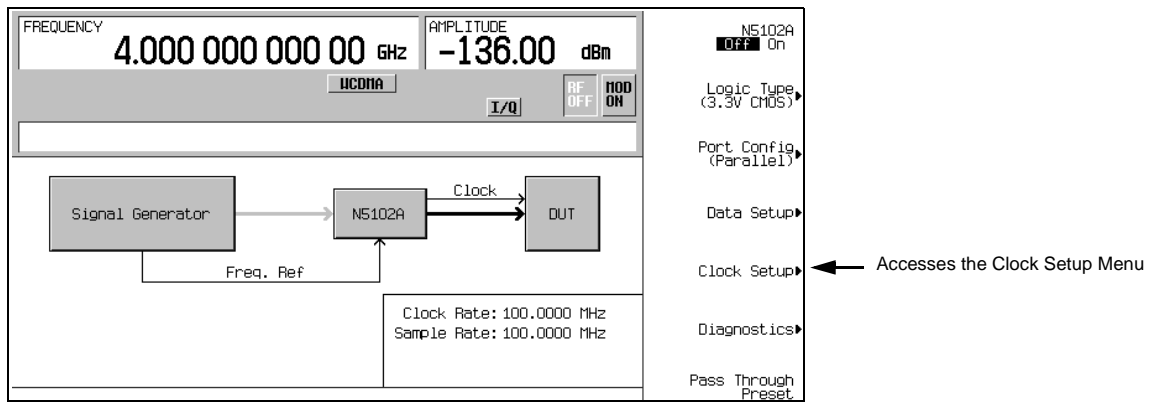 FREQUENCY
4.000 000 000 00 GHz
AMPLITUDE
-136.00 dBm
WCDMA
I/Q
RF
OFF
MOD
ON
Signal Generator
N5102A
Clock
DUT
Freq. Ref
Clock Rate: 100.0000 MHz
Sample Rate: 100.0000 MHz
N5102A
Off On
Logic Type
(3.3V CMOS)
Port Config
(Parallel)
Data Setup
Clock Setup
Accesses the Clock Setup Menu
Diagnostics
Pass Through
Preset